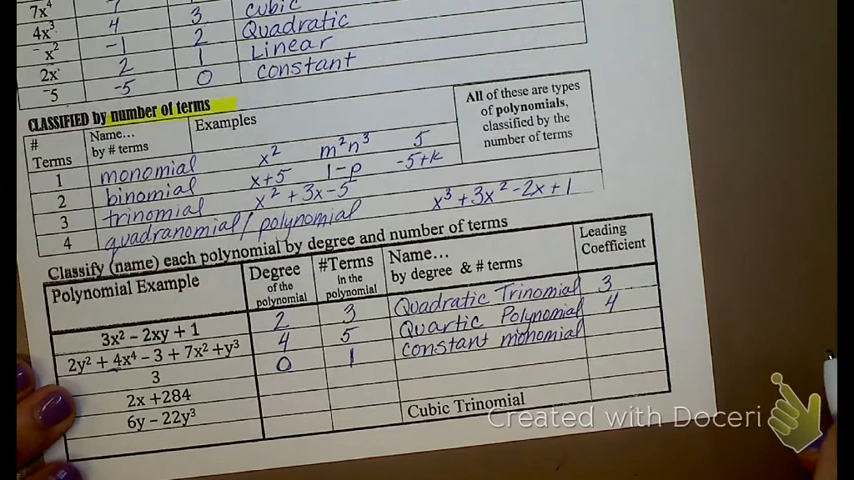 7x⁴ cubic
4x³ 4 3 Quadratic
-x² -1 2 Linear
2x 2 1 constant
-5 -5 0
CLASSIFIED by number of terms
# Terms Name... by # terms Examples All of these are types of polynomials, classified by the number of terms
1 monomial x² m²n³ 5
2 binomial x+5 1-p -5+k
3 trinomial x² + 3x - 5
4 quadranomial / polynomial x³ + 3x² - 2x + 1
Classify (name) each polynomial by degree and number of terms
Polynomial Example Degree of the polynomial #Terms in the polynomial Name... by degree & # terms Leading Coefficient
3x² – 2xy + 1 2 3 Quadratic Trinomial 3
2y² + 4x⁴ – 3 + 7x² +y³ 4 5 Quartic Polynomial 4
3 0 1 constant monomial
2x +284
6y – 22y³
Cubic Trinomial
Created with Doceri